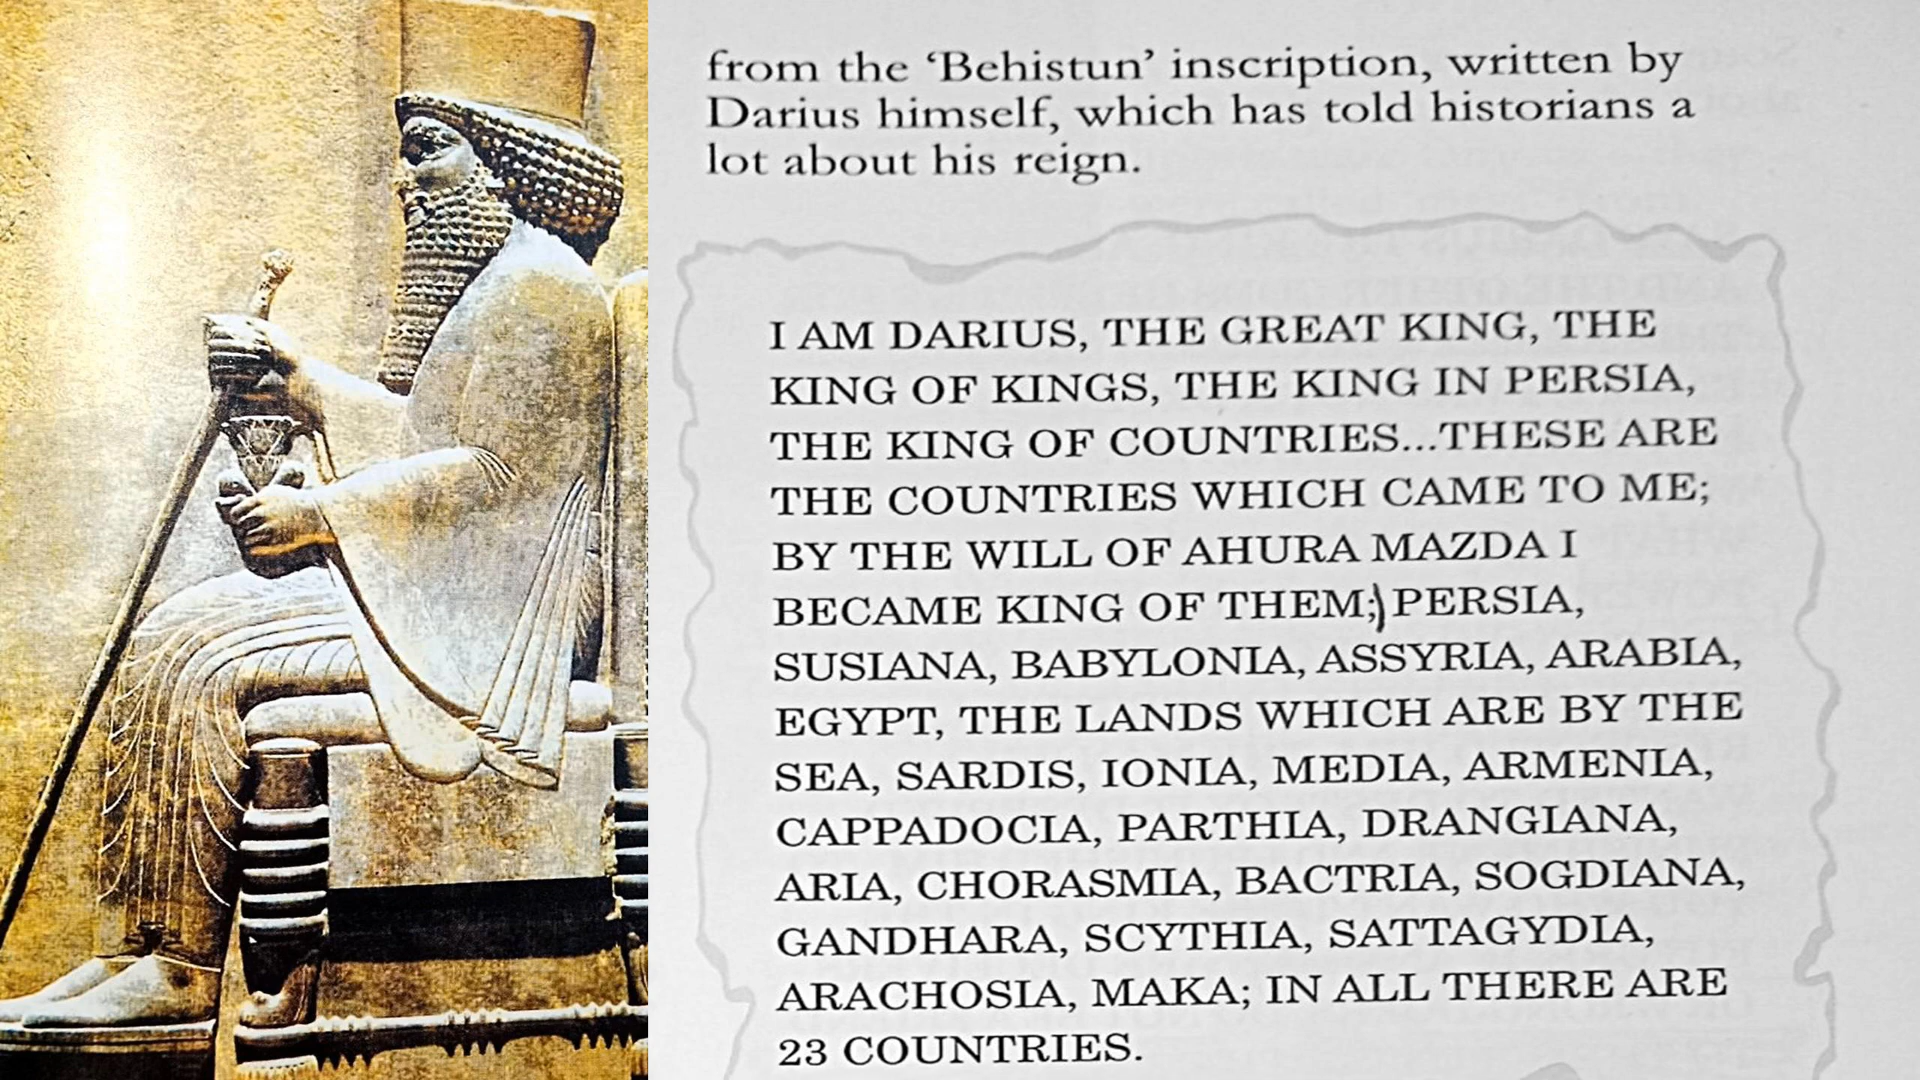 from the ‘Behistun’ inscription, written by
Darius himself, which has told historians a
lot about his reign.
I AM DARIUS, THE GREAT KING, THE
KING OF KINGS, THE KING IN PERSIA,
THE KING OF COUNTRIES...THESE ARE
THE COUNTRIES WHICH CAME TO ME;
BY THE WILL OF AHURA MAZDA I
BECAME KING OF THEM; PERSIA,
SUSIANA, BABYLONIA, ASSYRIA, ARABIA,
EGYPT, THE LANDS WHICH ARE BY THE
SEA, SARDIS, IONIA, MEDIA, ARMENIA,
CAPPADOCIA, PARTHIA, DRANGIANA,
ARIA, CHORASMIA, BACTRIA, SOGDIANA,
GANDHARA, SCYTHIA, SATTAGYDIA,
ARACHOSIA, MAKA; IN ALL THERE ARE
23 COUNTRIES.